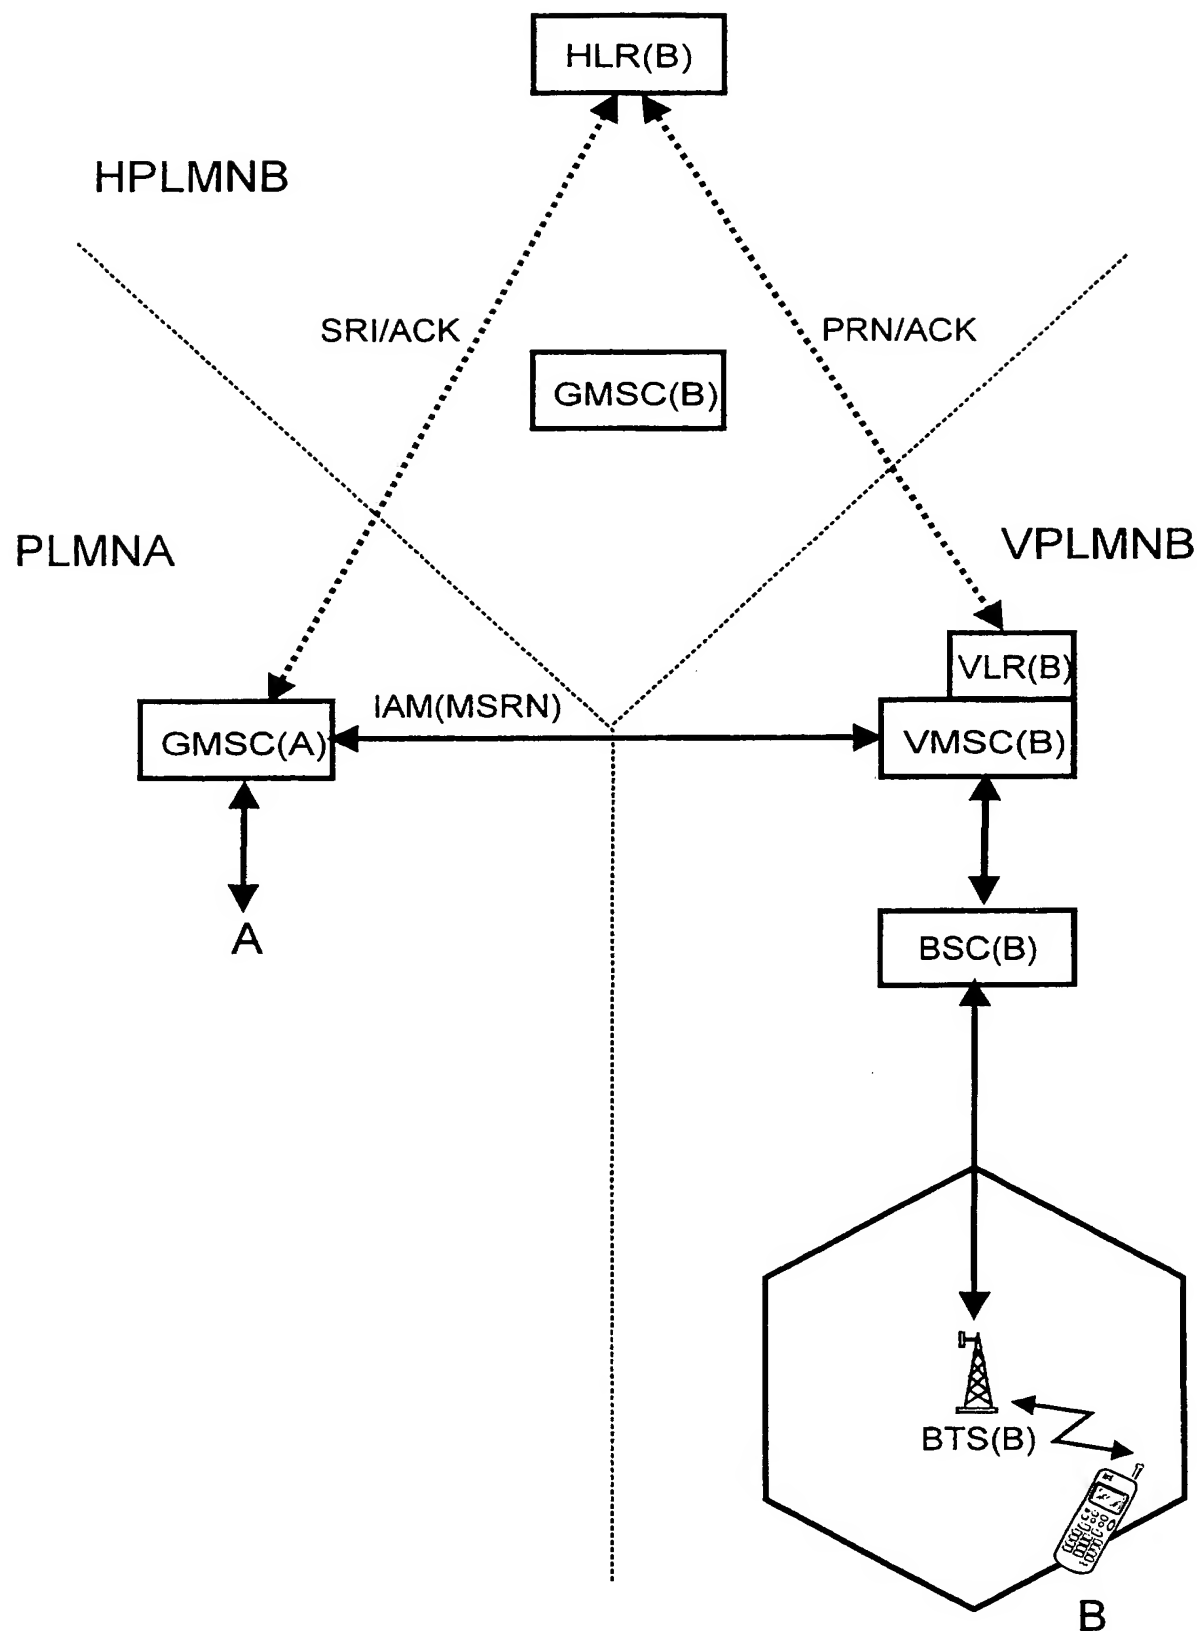 HLR(B)
HPLMNB
SRI/ACK
PRN/ACK
GMSC(B)
PLMNA
VPLMNB
VLR(B)
IAM(MSRN)
GMSC(A)
VMSC(B)
A
BSC(B)
BTS(B)
B